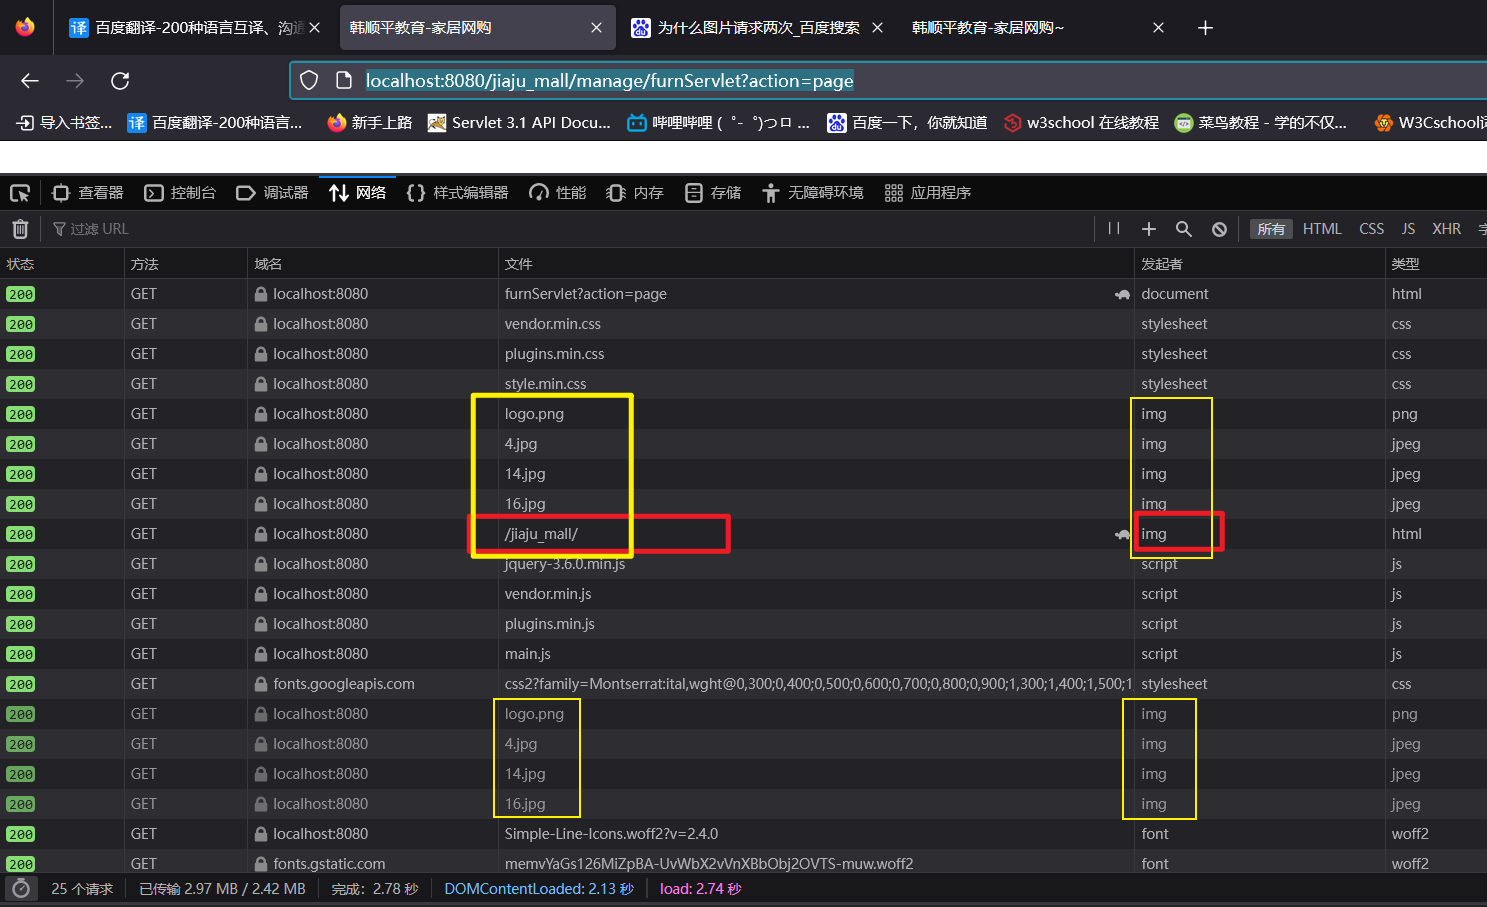 百度翻译-200种语言互译、沟通
韩顺平教育-家居网购
为什么图片请求两次_百度搜索
韩顺平教育-家居网购~
localhost:8080/jiaju_mall/manage/furnServlet?action=page
导入书签...
百度翻译-200种语言...
新手上路
Servlet 3.1 API Docu...
哔哩哔哩 (゜-゜)つロ ...
百度一下，你就知道
w3school 在线教程
菜鸟教程 - 学的不仅...
W3Cschool
查看器 控制台 调试器 网络 样式编辑器 性能 内存 存储 无障碍环境 应用程序
过滤 URL
所有 HTML CSS JS XHR
状态 方法 域名 文件 发起者 类型
200 GET localhost:8080 furnServlet?action=page document html
200 GET localhost:8080 vendor.min.css stylesheet css
200 GET localhost:8080 plugins.min.css stylesheet css
200 GET localhost:8080 style.min.css stylesheet css
200 GET localhost:8080 logo.png img png
200 GET localhost:8080 4.jpg img jpeg
200 GET localhost:8080 14.jpg img jpeg
200 GET localhost:8080 16.jpg img jpeg
200 GET localhost:8080 /jiaju_mall/ img html
200 GET localhost:8080 jquery-3.6.0.min.js script js
200 GET localhost:8080 vendor.min.js script js
200 GET localhost:8080 plugins.min.js script js
200 GET localhost:8080 main.js script js
200 GET fonts.googleapis.com css2?family=Montserrat:ital,wght@0,300;0,400;0,500;0,600;0,700;0,800;0,900;1,300;1,400;1,500;1 stylesheet css
200 GET localhost:8080 logo.png img png
200 GET localhost:8080 4.jpg img jpeg
200 GET localhost:8080 14.jpg img jpeg
200 GET localhost:8080 16.jpg img jpeg
200 GET localhost:8080 Simple-Line-Icons.woff2?v=2.4.0 font woff2
200 GET fonts.gstatic.com memvYaGs126MiZpBA-UvWbX2vVnXBbObj2OVTS-muw.woff2 font woff2
25 个请求 已传输 2.97 MB / 2.42 MB 完成：2.78 秒 DOMContentLoaded: 2.13 秒 load: 2.74 秒